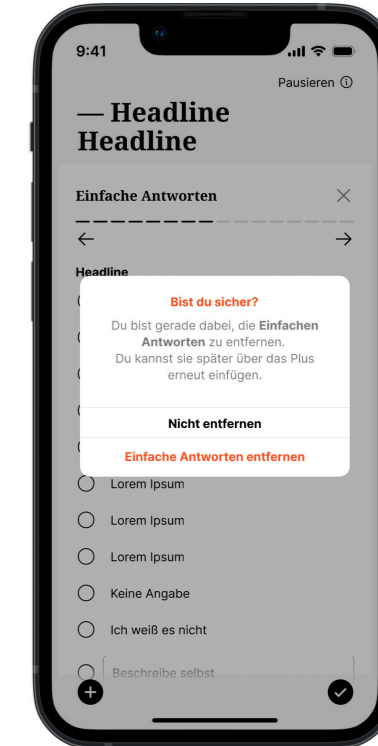 9:41
Pausieren
— Headline
Headline
Einfache Antworten
Headline
Bist du sicher?
Du bist gerade dabei, die Einfachen
Antworten zu entfernen.
Du kannst sie später über das Plus
erneut einfügen.
Nicht entfernen
Einfache Antworten entfernen
Lorem Ipsum
Lorem Ipsum
Lorem Ipsum
Keine Angabe
Ich weiß es nicht
Beschreibe selbst